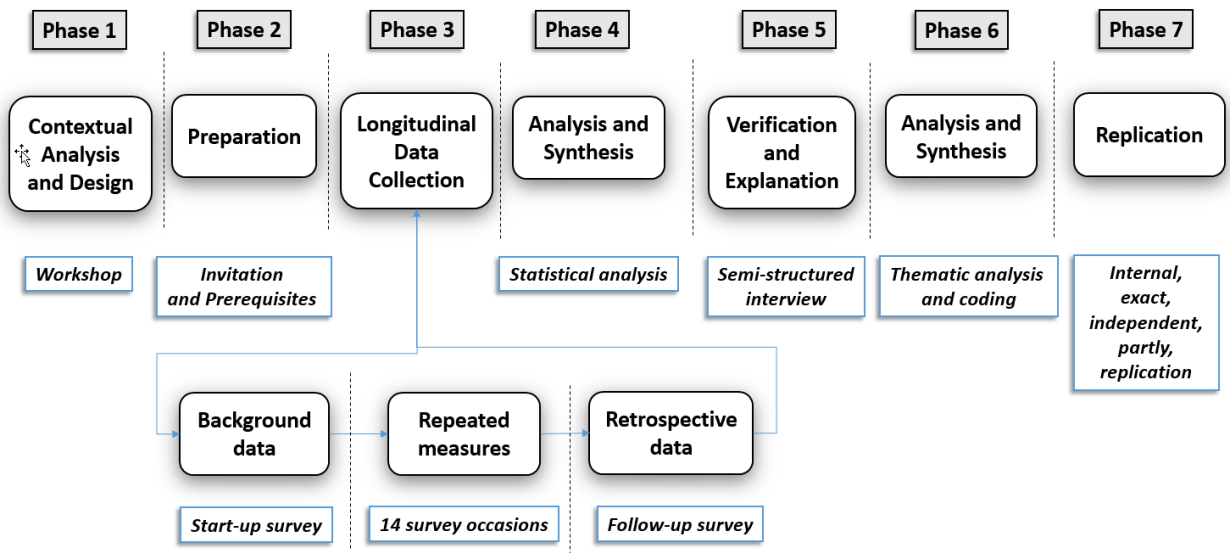 Phase 1
Phase 2
Phase 3
Phase 4
Phase 5
Phase 6
Phase 7
Contextual
Analysis
and Design
Preparation
Longitudinal
Data
Collection
Analysis and
Synthesis
Verification
and
Explanation
Analysis and
Synthesis
Replication
Workshop
Invitation
and Prerequisites
Statistical analysis
Semi-structured
interview
Thematic analysis
and coding
Internal,
exact,
independent,
partly,
replication
Background
data
Repeated
measures
Retrospective
data
Start-up survey
14 survey occasions
Follow-up survey